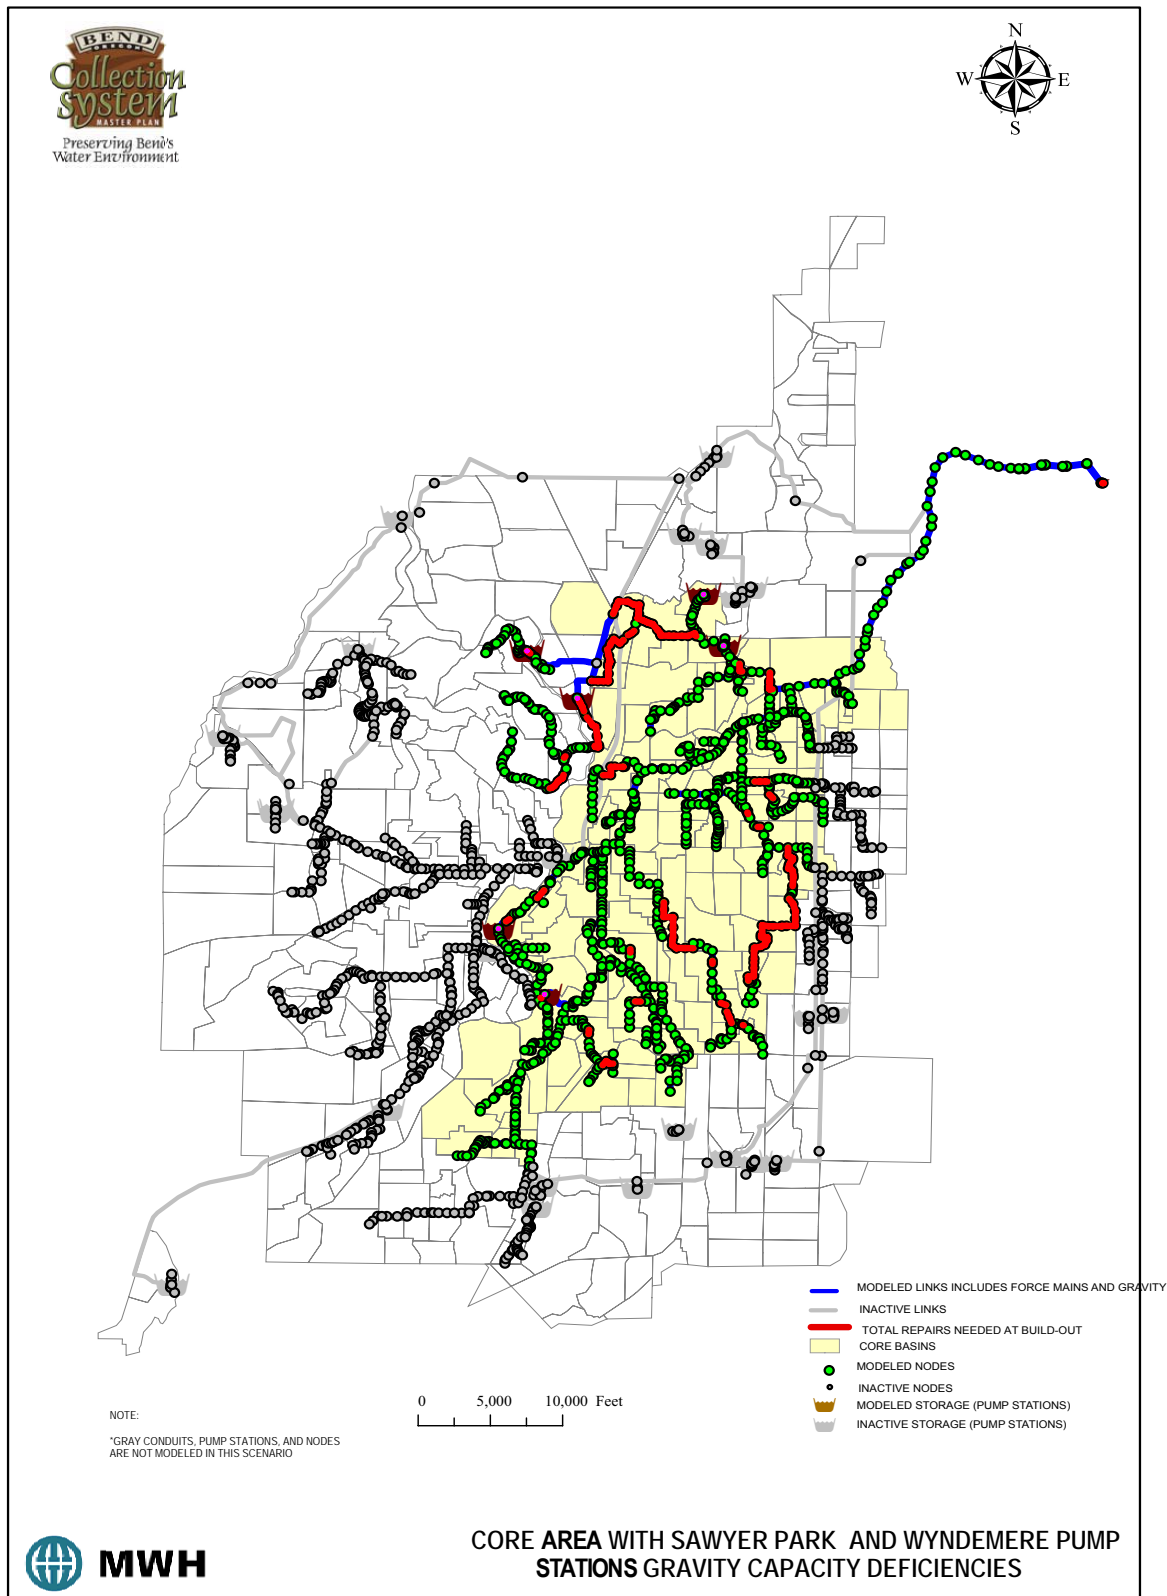 BEND
OREGON
Collection
system
MASTER PLAN
Preserving Bend's
Water Environment
N
W E
S
MODELED LINKS INCLUDES FORCE MAINS AND GRAVITY
INACTIVE LINKS
TOTAL REPAIRS NEEDED AT BUILD-OUT
CORE BASINS
MODELED NODES
INACTIVE NODES
MODELED STORAGE (PUMP STATIONS)
INACTIVE STORAGE (PUMP STATIONS)
0 5,000 10,000 Feet
NOTE:
*GRAY CONDUITS, PUMP STATIONS, AND NODES
ARE NOT MODELED IN THIS SCENARIO
MWH
CORE AREA WITH SAWYER PARK AND WYNDEMERE PUMP
STATIONS GRAVITY CAPACITY DEFICIENCIES